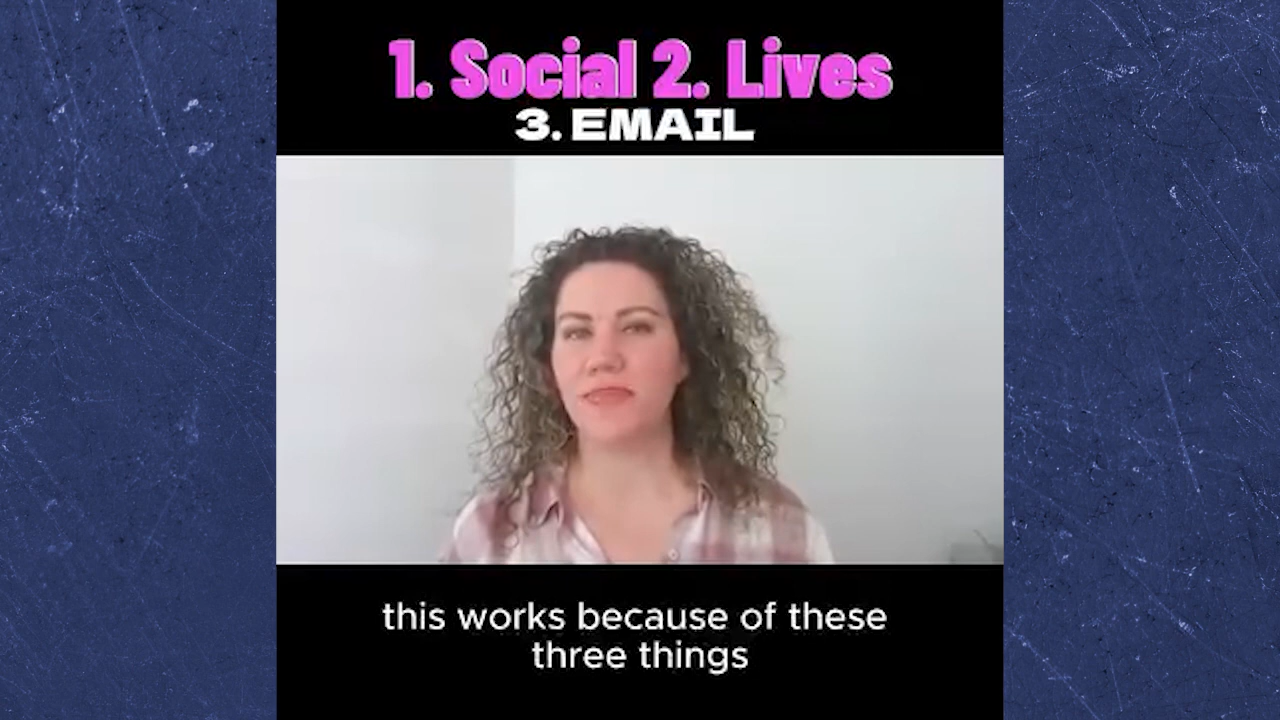 1. Social 2. Lives
3. EMAIL
this works because of these
three things